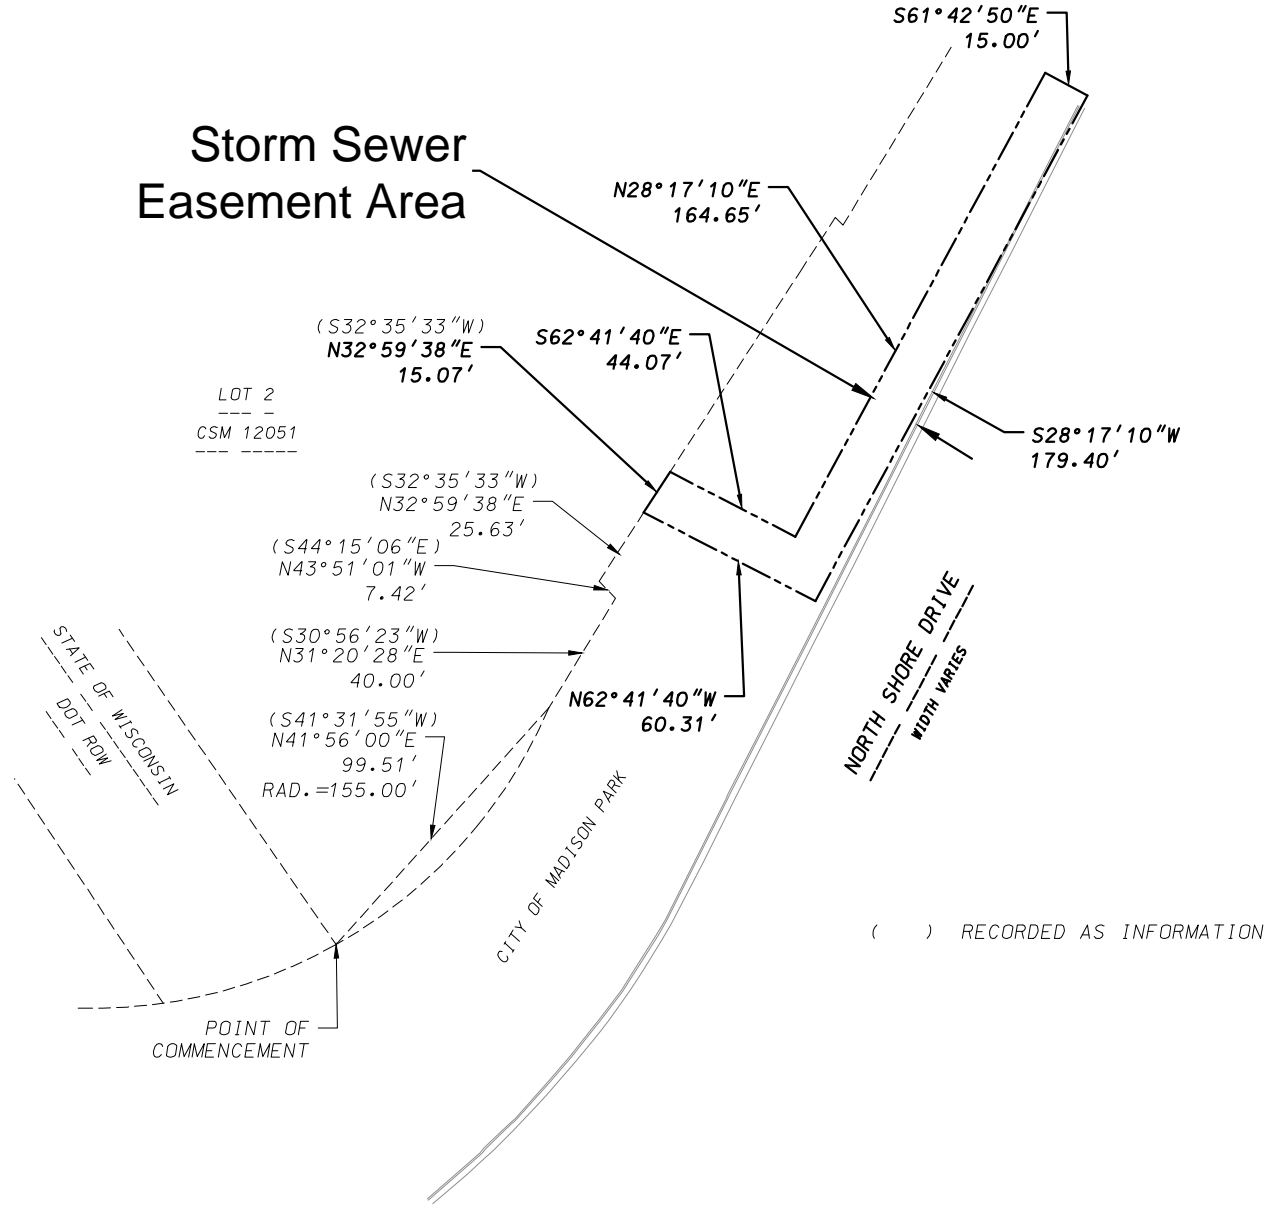 S61°42'50"E
15.00'
Storm Sewer
Easement Area
N28°17'10"E
164.65'
(S32°35'33"W)
N32°59'38"E
15.07'
S62°41'40"E
44.07'
LOT 2
CSM 12051
S28°17'10"W
179.40'
(S32°35'33"W)
N32°59'38"E
25.63'
(S44°15'06"E)
N43°51'01"W
7.42'
(S30°56'23"W)
N31°20'28"E
40.00'
(S41°31'55"W)
N41°56'00"E
99.51'
RAD.=155.00'
N62°41'40"W
60.31'
STATE OF WISCONSIN
DOT ROW
NORTH SHORE DRIVE
WIDTH VARIES
CITY OF MADISON PARK
( ) RECORDED AS INFORMATION
POINT OF
COMMENCEMENT